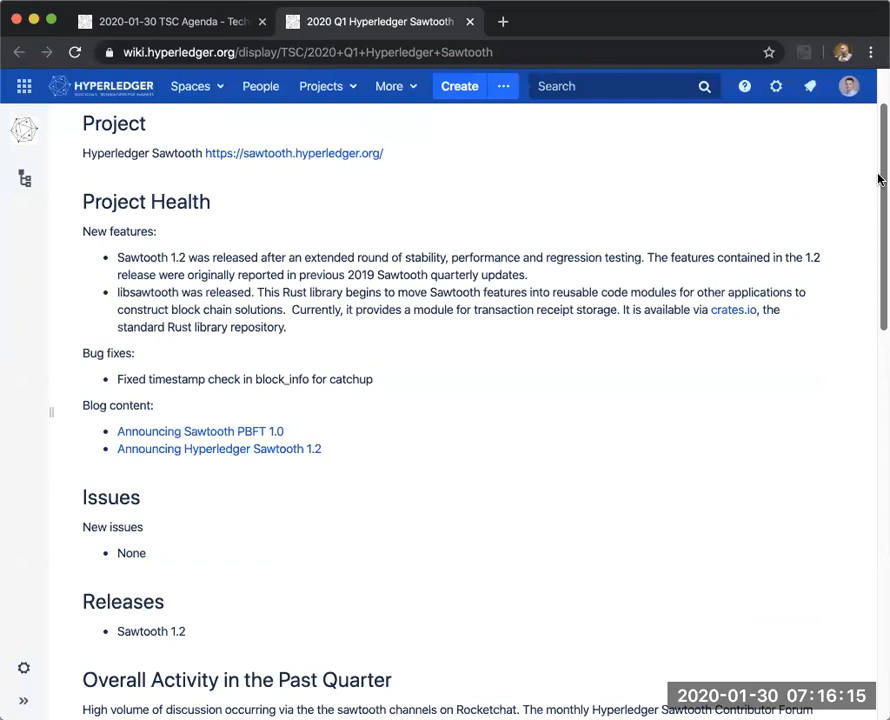 2020-01-30 TSC Agenda - Tech
2020 Q1 Hyperledger Sawtooth
wiki.hyperledger.org/display/TSC/2020+Q1+Hyperledger+Sawtooth
HYPERLEDGER
Spaces
People
Projects
More
Create
Search
Project
Hyperledger Sawtooth https://sawtooth.hyperledger.org/
Project Health
New features:
Sawtooth 1.2 was released after an extended round of stability, performance and regression testing. The features contained in the 1.2
release were originally reported in previous 2019 Sawtooth quarterly updates.
libsawtooth was released. This Rust library begins to move Sawtooth features into reusable code modules for other applications to
construct block chain solutions. Currently, it provides a module for transaction receipt storage. It is available via crates.io, the
standard Rust library repository.
Bug fixes:
Fixed timestamp check in block_info for catchup
Blog content:
Announcing Sawtooth PBFT 1.0
Announcing Hyperledger Sawtooth 1.2
Issues
New issues
None
Releases
Sawtooth 1.2
Overall Activity in the Past Quarter
High volume of discussion occurring via the the sawtooth channels on Rocketchat. The monthly Hyperledger Sawtooth Contributor Forum
2020-01-30 07:16:15